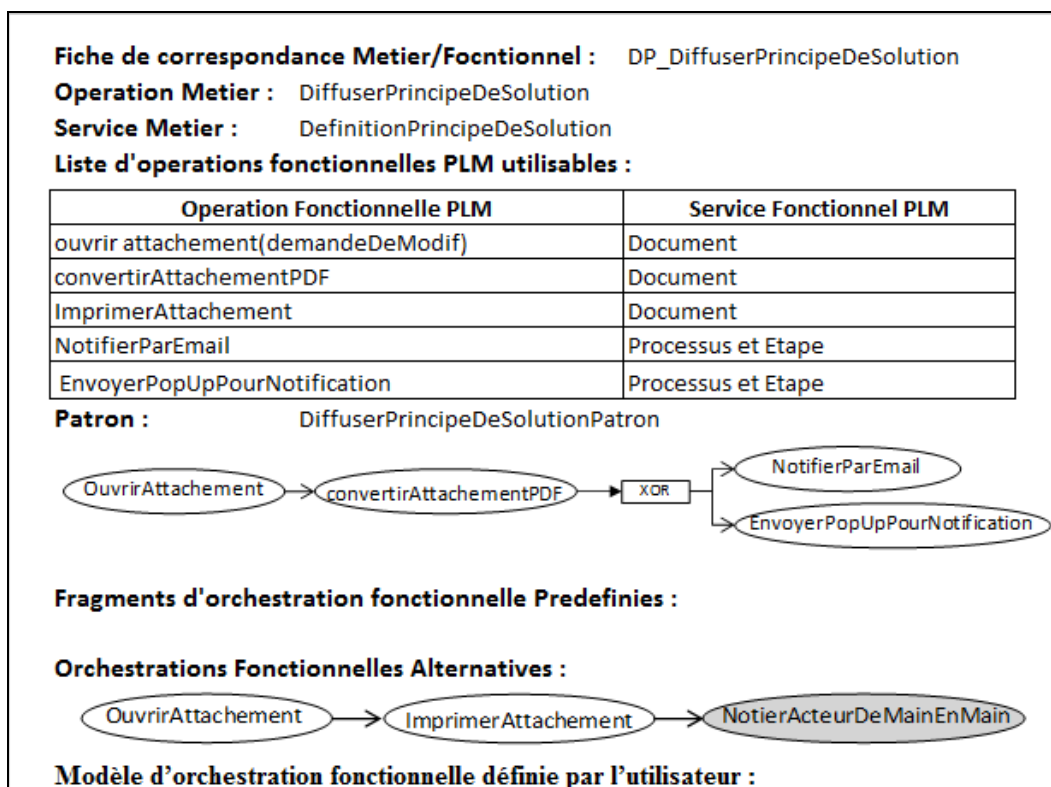 Fiche de correspondance Metier/Focntionnel : DP_DiffuserPrincipeDeSolution
Operation Metier : DiffuserPrincipeDeSolution
Service Metier : DefinitionPrincipeDeSolution
Liste d'operations fonctionnelles PLM utilisables :
Operation Fonctionnelle PLM Service Fonctionnel PLM
ouvrir attachement(demandeDeModif) Document
convertirAttachementPDF Document
ImprimerAttachement Document
NotifierParEmail Processus et Etape
EnvoyerPopUpPourNotification Processus et Etape
Patron : DiffuserPrincipeDeSolutionPatron
OuvrirAttachement convertirAttachementPDF XOR NotifierParEmail
EnvoyerPopUpPourNotification
Fragments d'orchestration fonctionnelle Predefinies :
Orchestrations Fonctionnelles Alternatives :
OuvrirAttachement ImprimerAttachement NotierActeurDeMainEnMain
Modèle d'orchestration fonctionnelle définie par l'utilisateur :